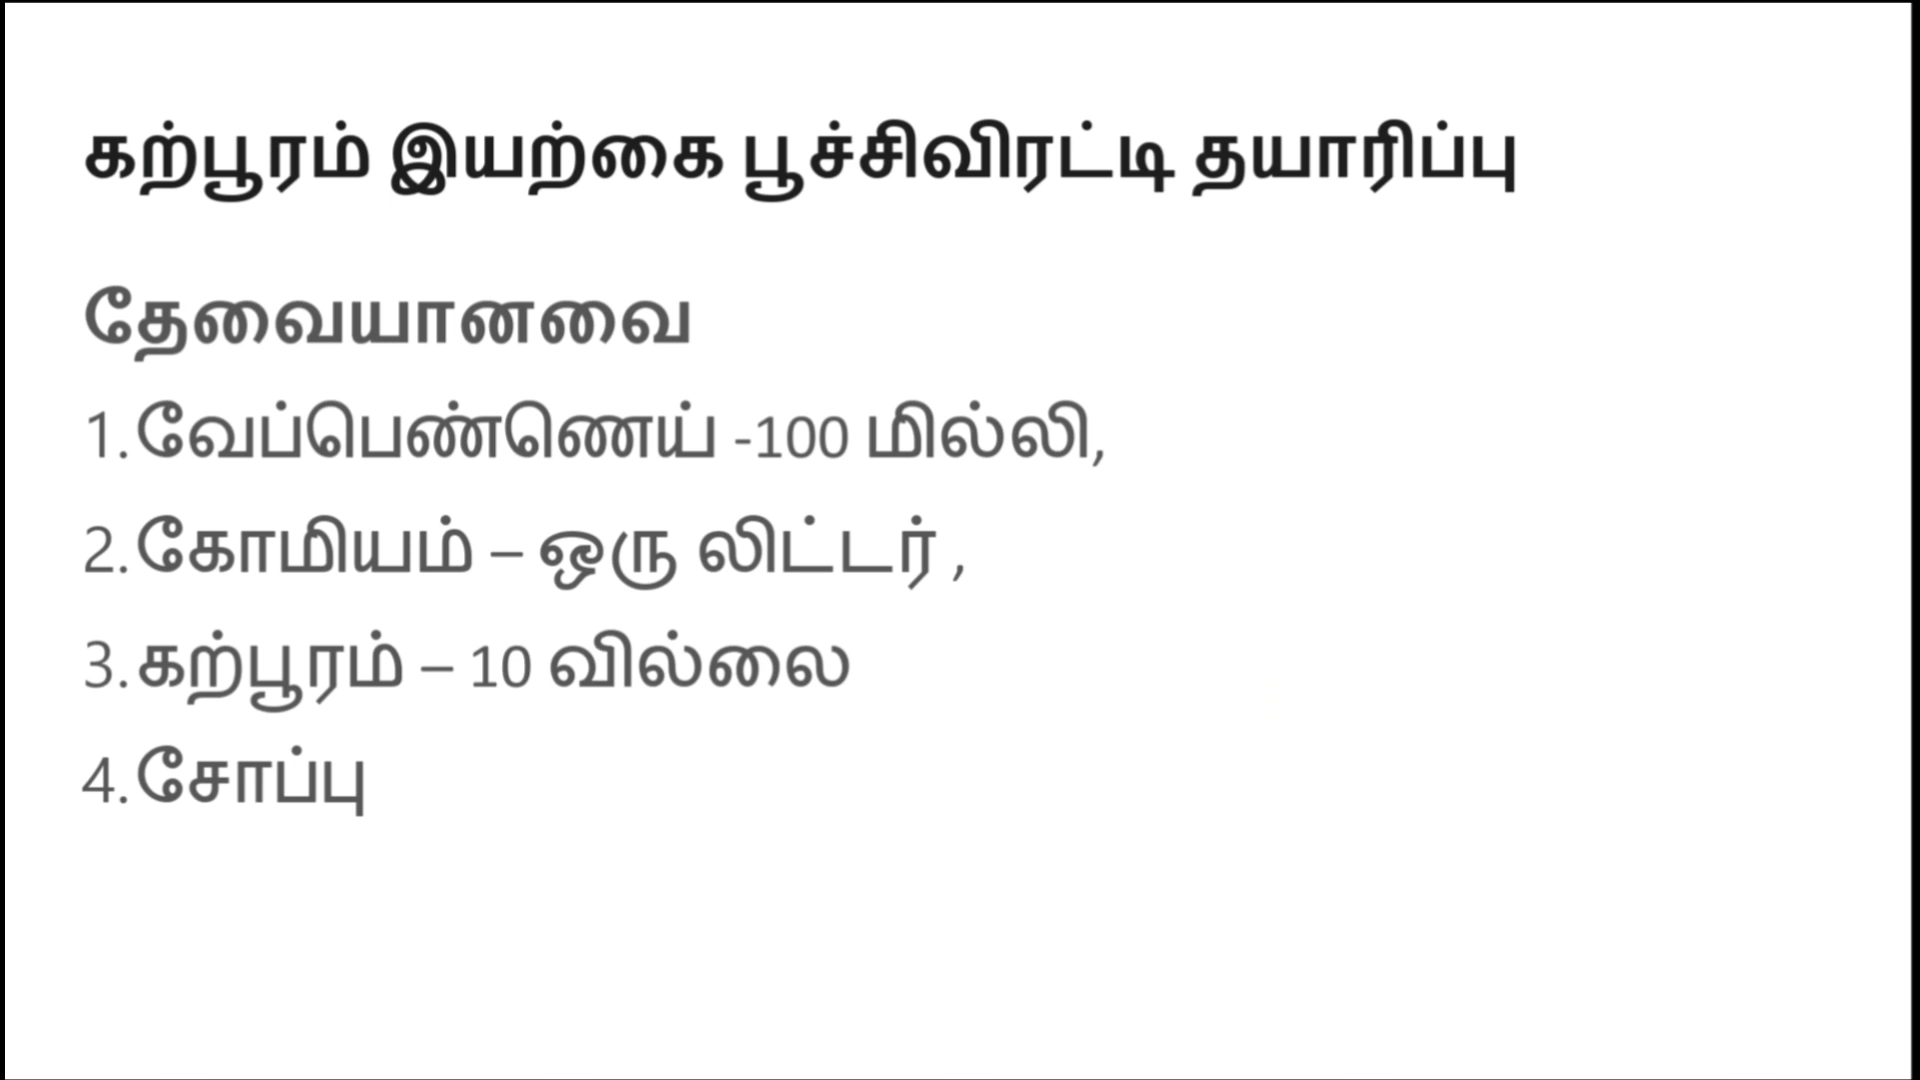 கற்பூரம் இயற்கை பூச்சிவிரட்டி தயாரிப்பு
தேவையானவை
1.வேப்பெண்ணெய் -100 மில்லி,
2.கோமியம் – ஒரு லிட்டர் ,
3.கற்பூரம் – 10 வில்லை
4.சோப்பு